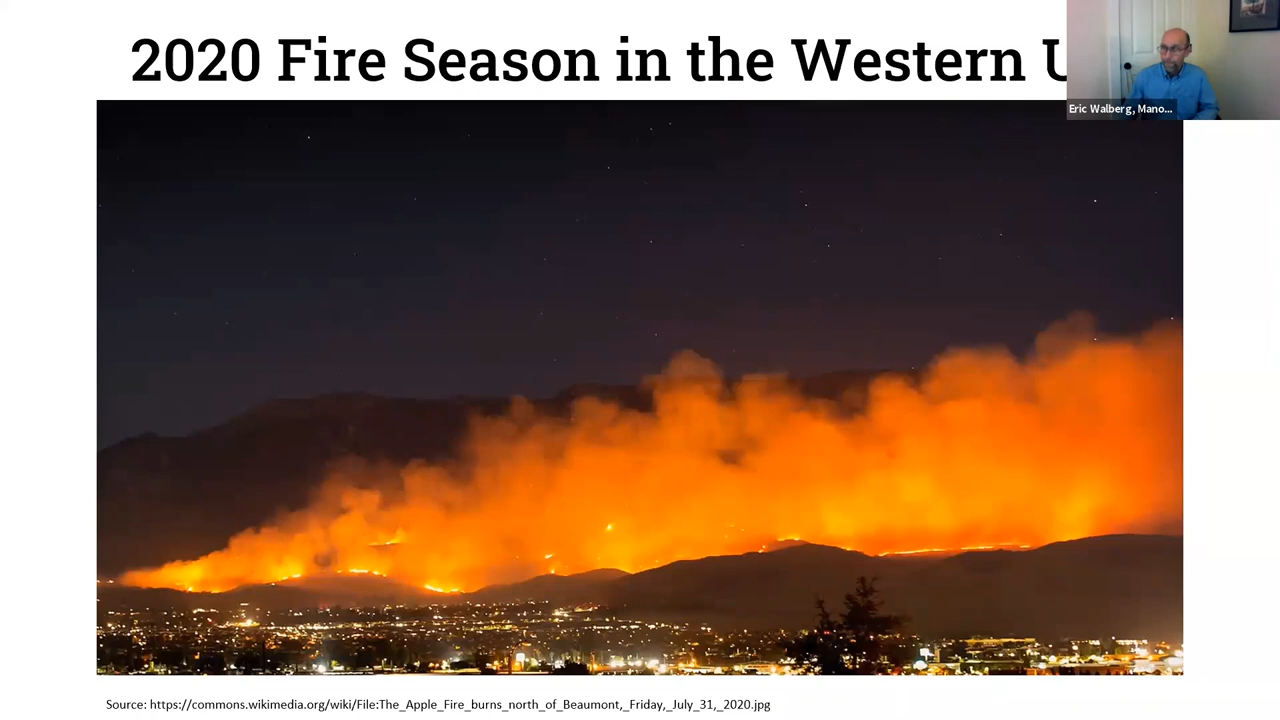 2020 Fire Season in the Western U
Eric Walberg, Mano...
Source: https://commons.wikimedia.org/wiki/File:The_Apple_Fire_burns_north_of_Beaumont,_Friday,_July_31,_2020.jpg